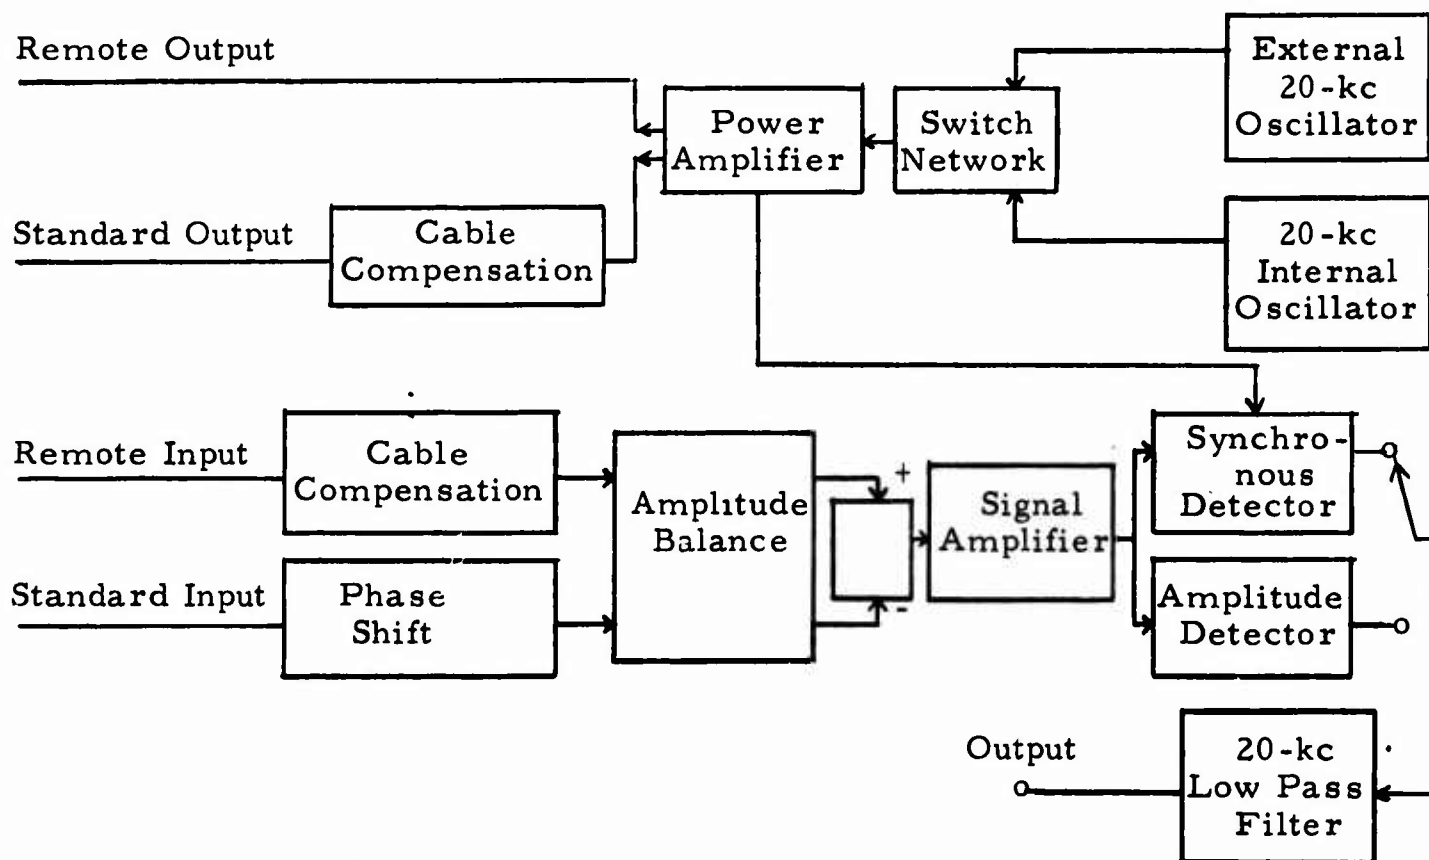 Remote Output
Power
Amplifier
Switch
Network
External
20-kc
Oscillator
Standard Output
Cable
Compensation
20-kc
Internal
Oscillator
Remote Input
Cable
Compensation
Amplitude
Balance
+
-
Signal
Amplifier
Synchro-
nous
Detector
Standard Input
Phase
Shift
Amplitude
Detector
Output
20-kc
Low Pass
Filter